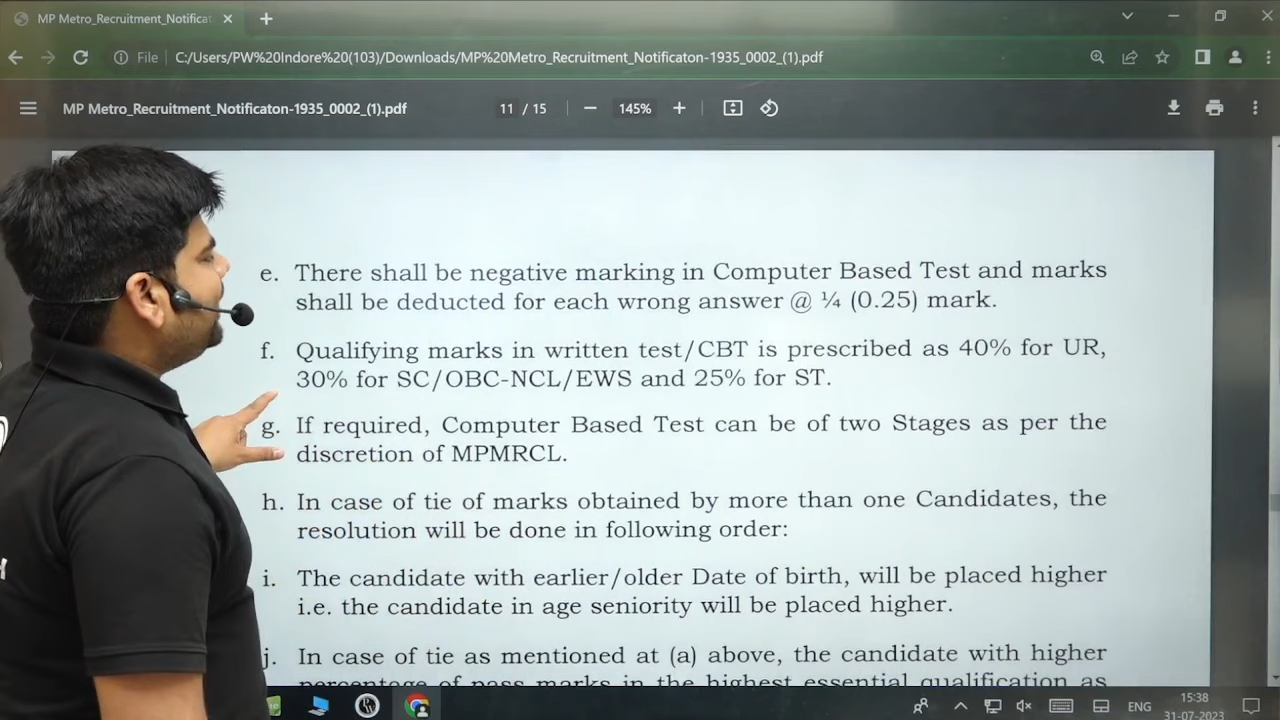 MP Metro_Recruitment_Notificat
File
C:/Users/PW%20Indore%20(103)/Downloads/MP%20Metro_Recruitment_Notificaton-1935_0002_(1).pdf
MP Metro_Recruitment_Notificaton-1935_0002_(1).pdf
11 / 15
145%
e. There shall be negative marking in Computer Based Test and marks
shall be deducted for each wrong answer @ ¼ (0.25) mark.
f. Qualifying marks in written test/CBT is prescribed as 40% for UR,
30% for SC/OBC-NCL/EWS and 25% for ST.
g. If required, Computer Based Test can be of two Stages as per the
discretion of MPMRCL.
h. In case of tie of marks obtained by more than one Candidates, the
resolution will be done in following order:
i. The candidate with earlier/older Date of birth, will be placed higher
i.e. the candidate in age seniority will be placed higher.
j. In case of tie as mentioned at (a) above, the candidate with higher
percentage of pass marks in the highest essential qualification as
ENG
15:38
31-07-2023